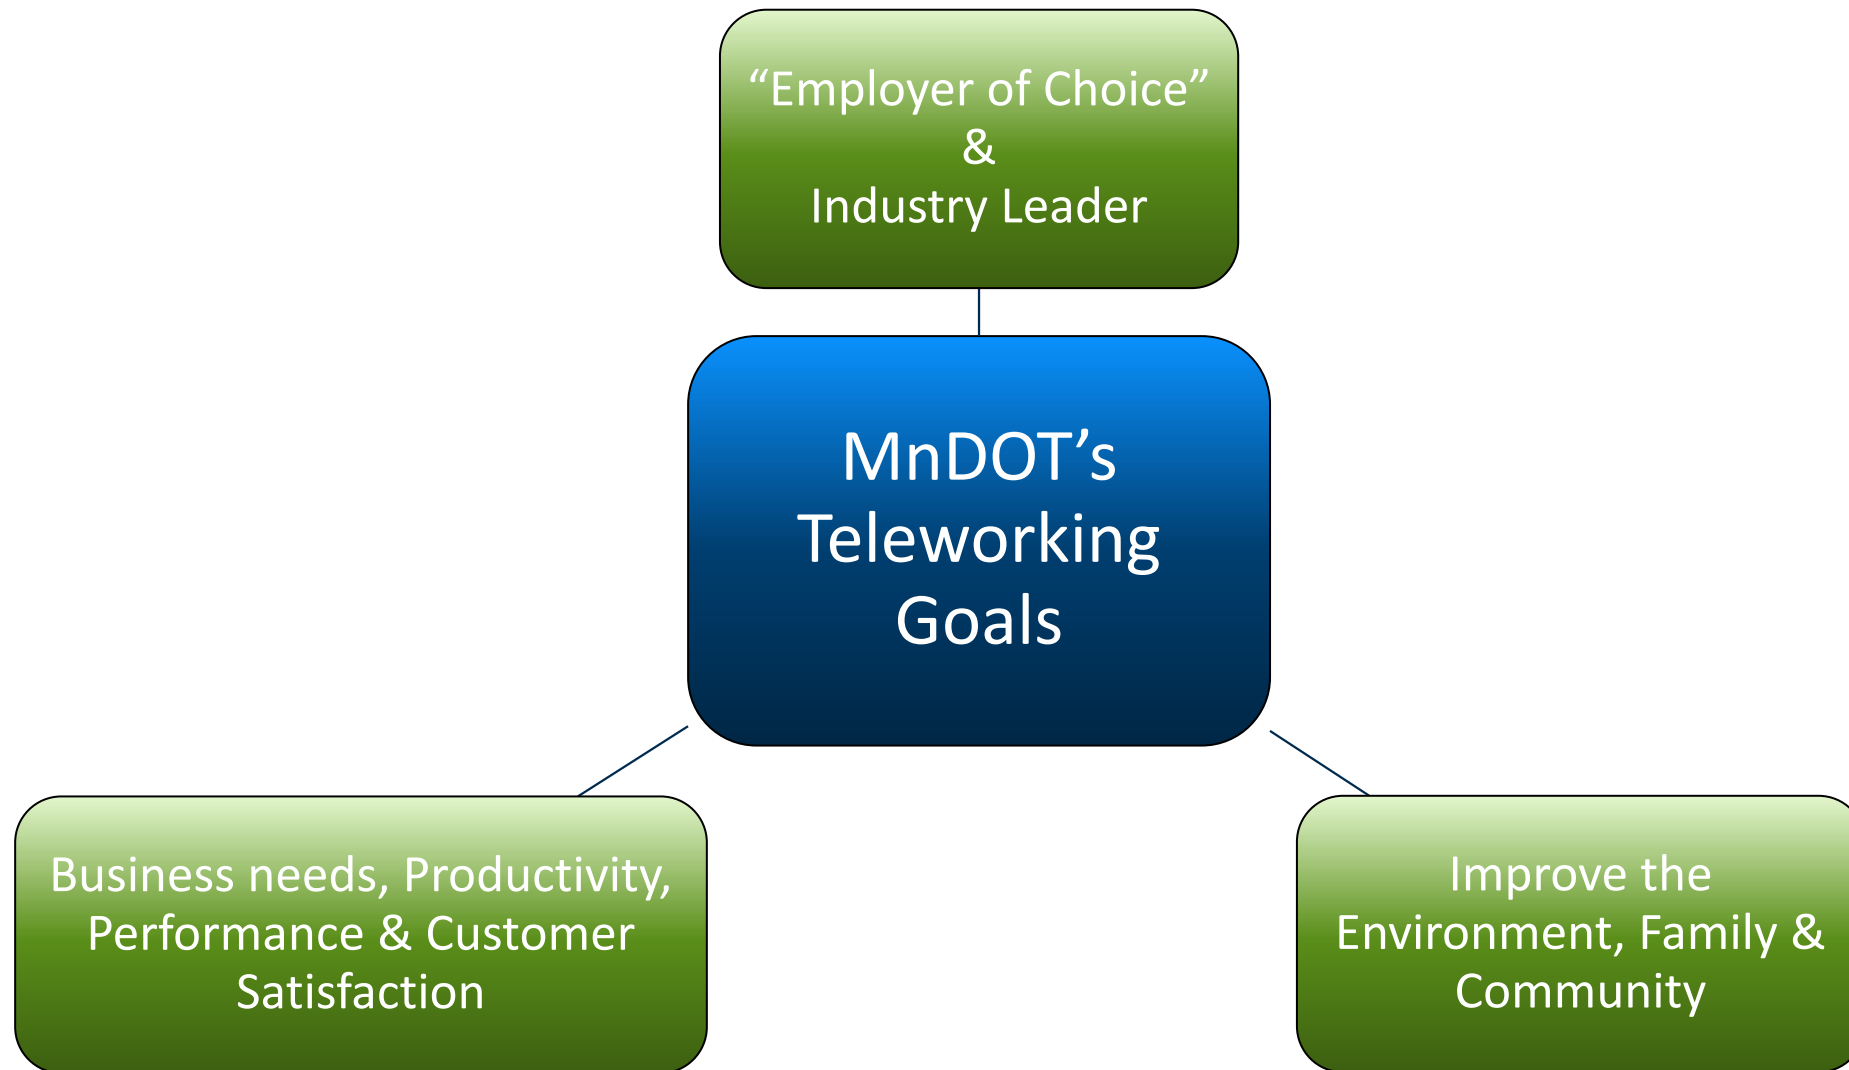 “Employer of Choice”
&
Industry Leader
MnDOT’s
Teleworking
Goals
Business needs, Productivity,
Performance & Customer
Satisfaction
Improve the
Environment, Family &
Community